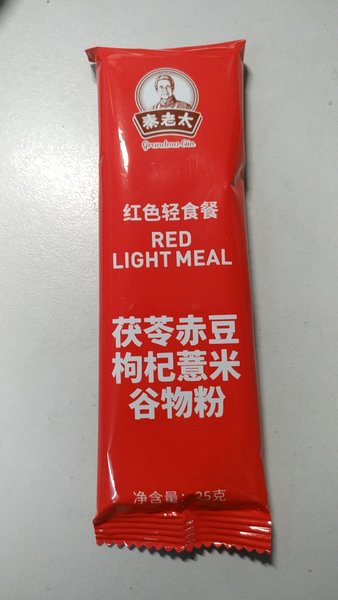 秦老太
Grandma Qin
红色轻食餐
RED
LIGHT MEAL
茯苓赤豆
枸杞薏米
谷物粉
净含量：25克